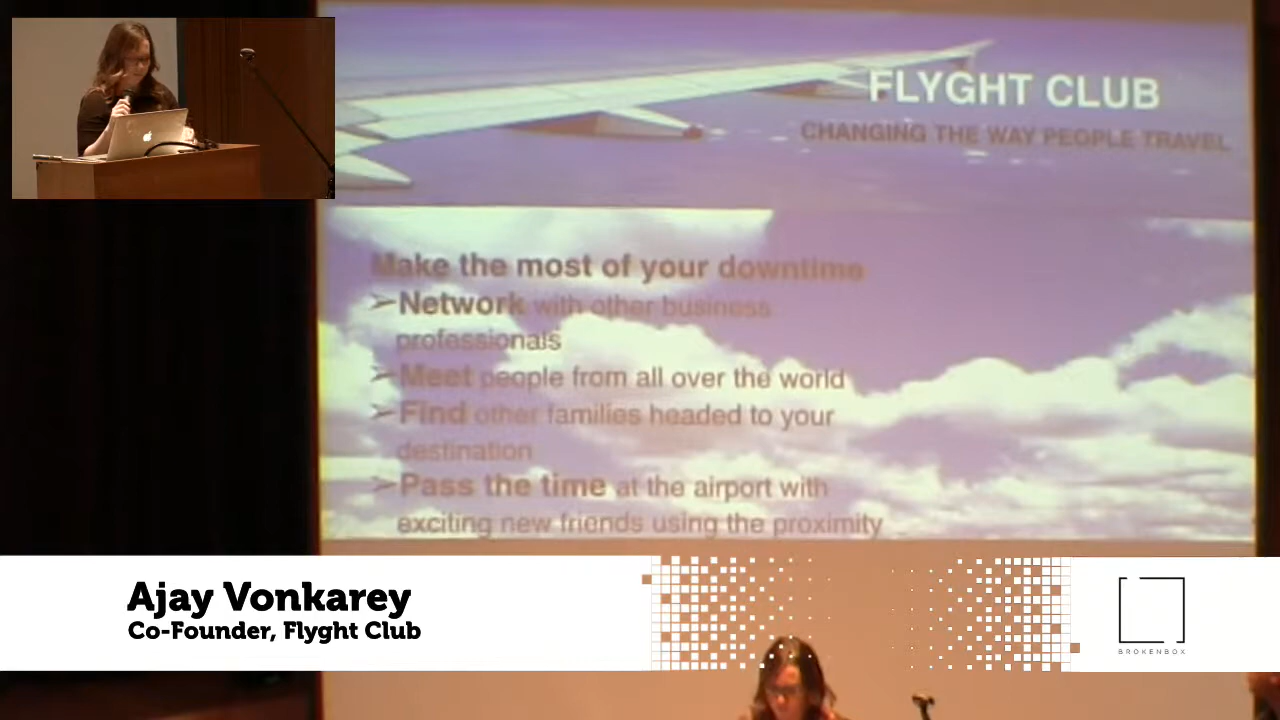 FLYGHT CLUB
CHANGING THE WAY PEOPLE TRAVEL
Make the most of your downtime
➢Network with other business
professionals
➢Meet people from all over the world
➢Find other families headed to your
destination
➢Pass the time at the airport with
exciting new friends using the proximity
Ajay Vonkarey
Co-Founder, Flyght Club
BROKENBOX